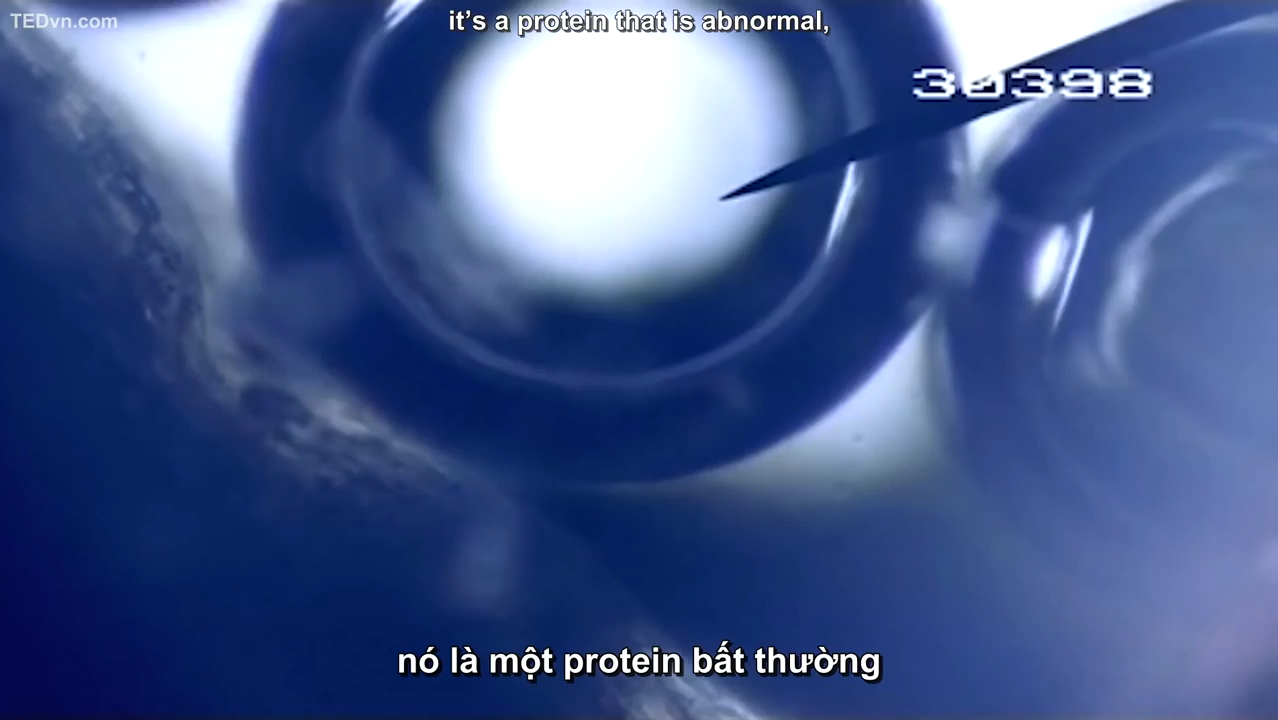 TEDvn.com
it's a protein that is abnormal,
30398
nó là một protein bất thường